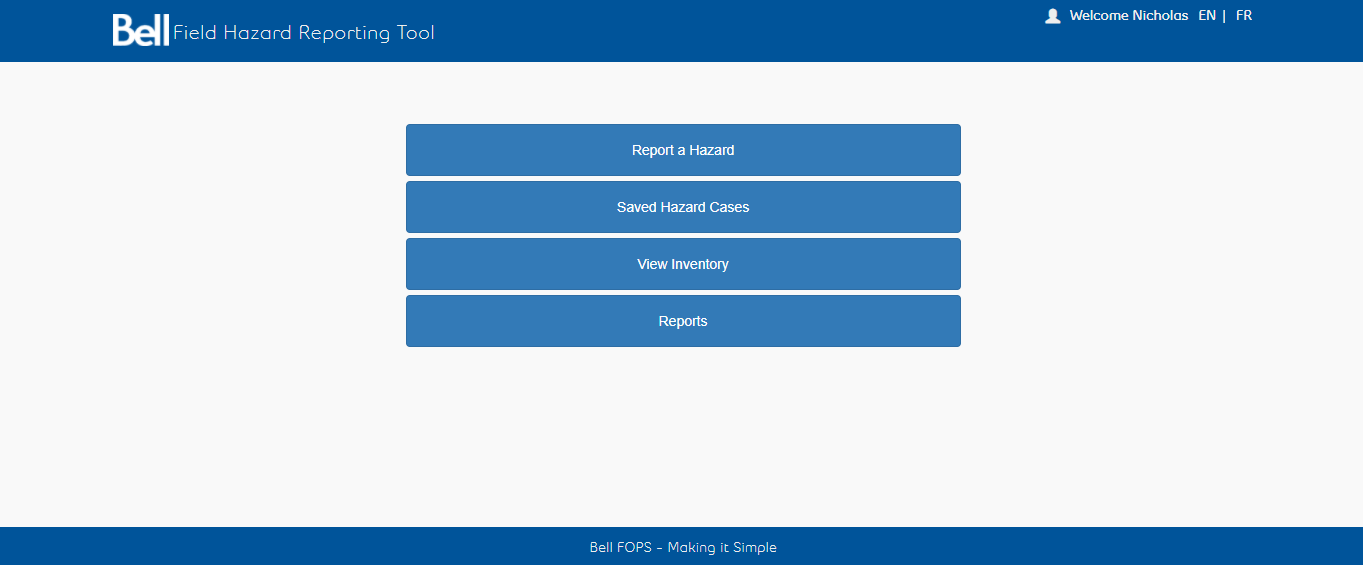 Bell Field Hazard Reporting Tool
Welcome Nicholas EN | FR
Report a Hazard
Saved Hazard Cases
View Inventory
Reports
Bell FOPS - Making it Simple